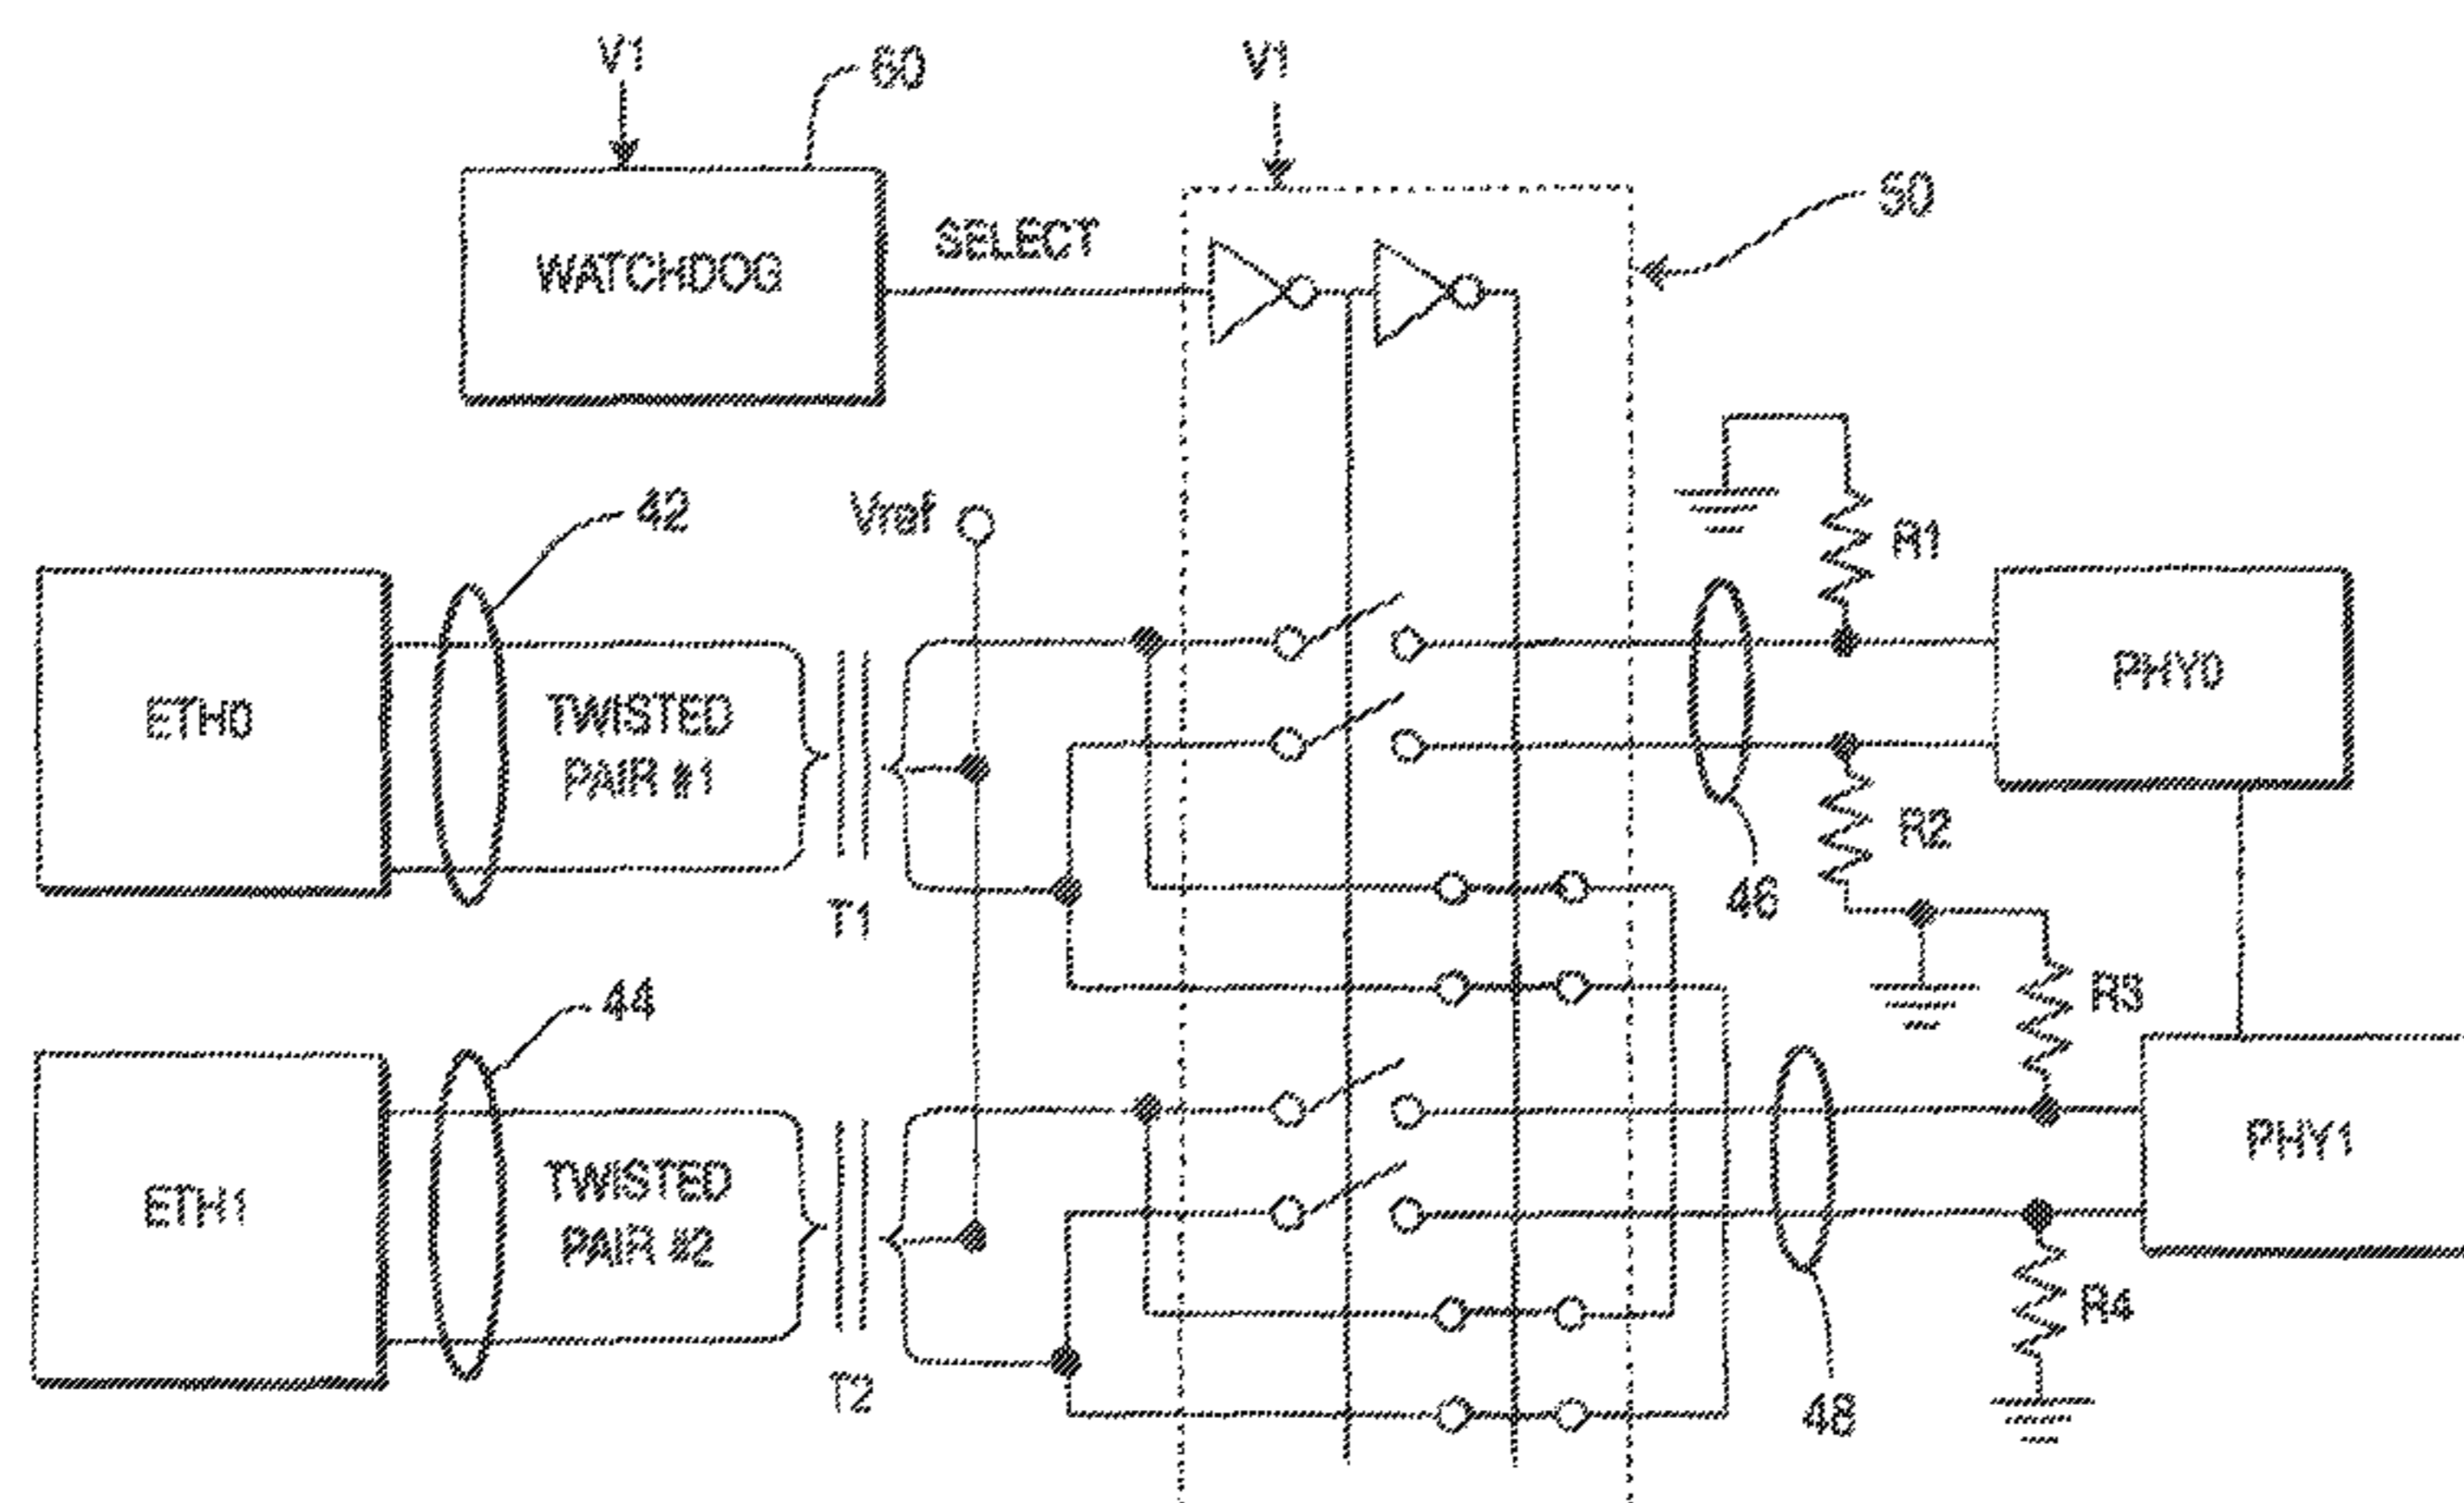 V1
60
V1
50
WATCHDOG
SELECT
42
Vref
R1
ETH0
TWISTED
PAIR #1
PHY0
R2
46
T1
44
R3
ETH1
TWISTED
PAIR #2
PHY1
R4
T2
48